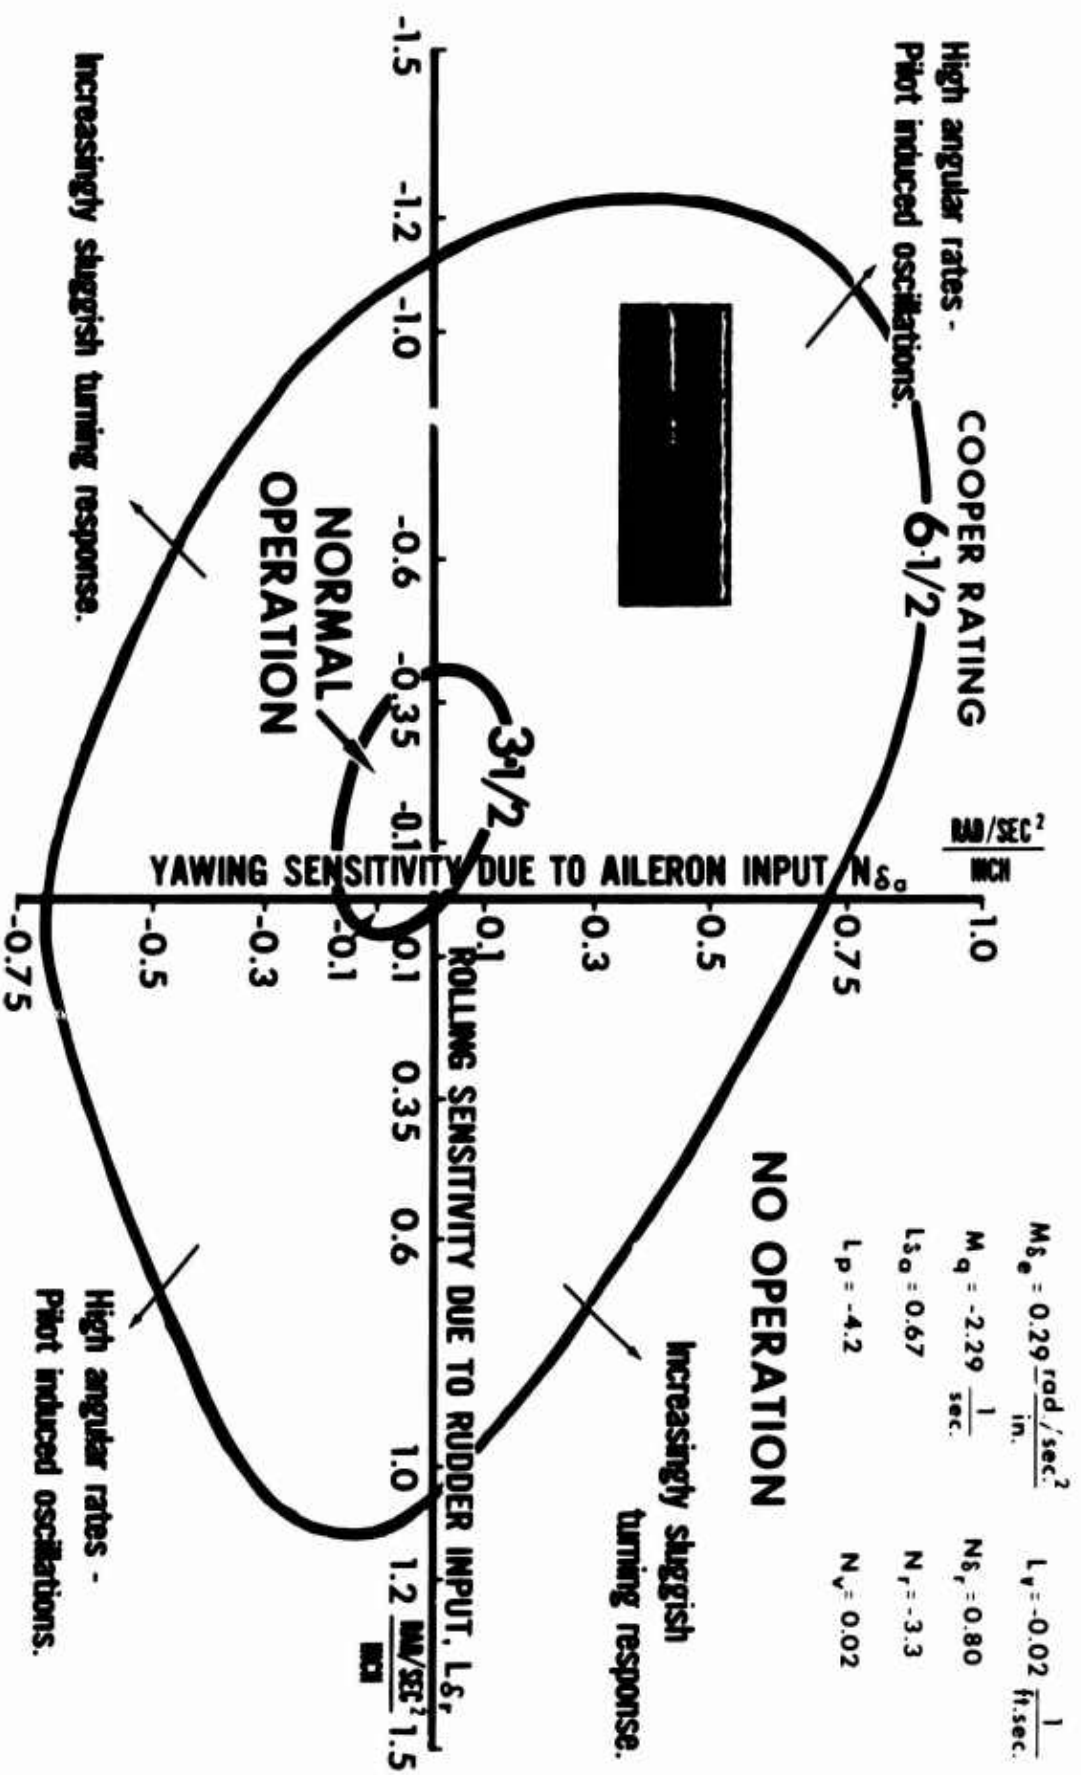 COOPER RATING
RAD/SEC²
INCH
1.0
0.75
0.5
0.3
0.1
-0.1
-0.3
-0.5
-0.75
YAWING SENSITIVITY DUE TO AILERON INPUT Nδa
High angular rates -
Pilot induced oscillations.
6·1/2
3·1/2
NORMAL
OPERATION
NO OPERATION
Mδe = 0.29 rad./sec.²
in.
Mq = -2.29 1
sec.
Lδa = 0.67
Lp = -4.2
Lv = -0.02 1
ft.sec.
Nδr = 0.80
Nr = -3.3
Nv = 0.02
Increasingly sluggish
turning response.
ROLLING SENSITIVITY DUE TO RUDDER INPUT, Lδr
-1.5
-1.2
-1.0
-0.6
-0.35
-0.1
0.1
0.35
0.6
1.0
1.2
RAD/SEC²
INCH
1.5
Increasingly sluggish turning response.
High angular rates -
Pilot induced oscillations.